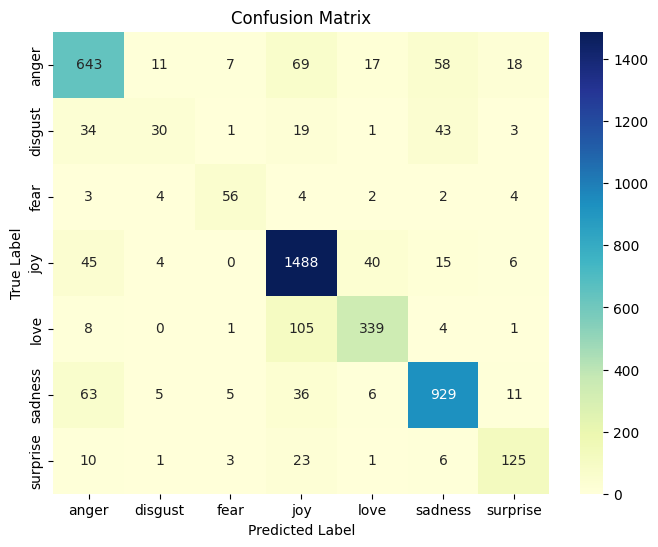 Confusion Matrix
anger 643 11 7 69 17 58 18
disgust 34 30 1 19 1 43 3
fear 3 4 56 4 2 2 4
joy 45 4 0 1488 40 15 6
love 8 0 1 105 339 4 1
sadness 63 5 5 36 6 929 11
surprise 10 1 3 23 1 6 125
anger disgust fear joy love sadness surprise
Predicted Label
True Label
1400
1200
1000
800
600
400
200
0